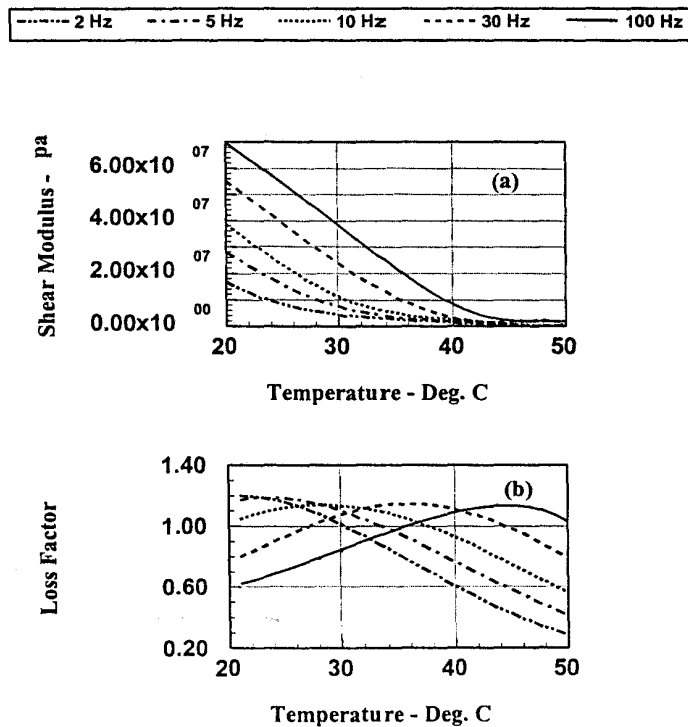 2 Hz 5 Hz 10 Hz 30 Hz 100 Hz
Shear Modulus - pa
6.00x10 07
4.00x10 07
2.00x10 07
0.00x10 00
(a)
20 30 40 50
Temperature - Deg. C
Loss Factor
1.40
1.00
0.60
0.20
(b)
20 30 40 50
Temperature - Deg. C